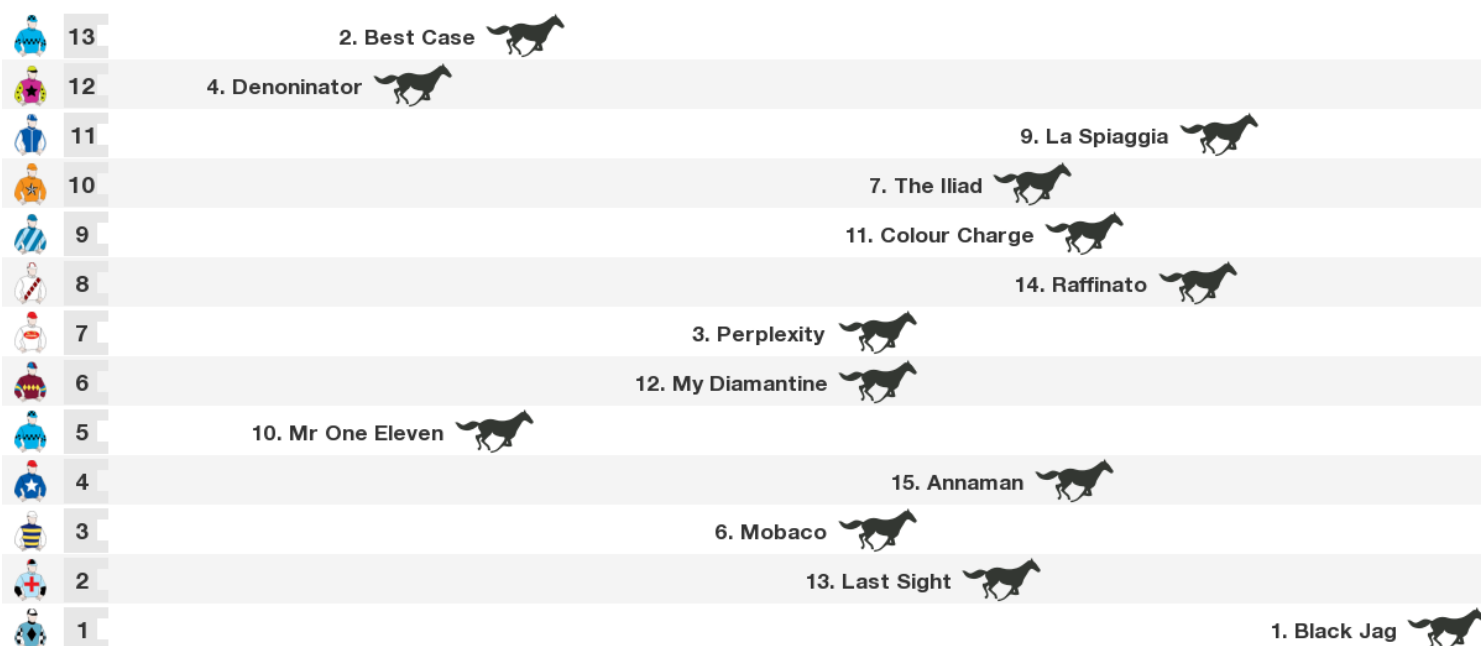 13 2. Best Case
12 4. Denoninator
11 9. La Spiaggia
10 7. The Iliad
9 11. Colour Charge
8 14. Raffinato
7 3. Perplexity
6 12. My Diamantine
5 10. Mr One Eleven
4 15. Annaman
3 6. Mobaco
2 13. Last Sight
1 1. Black Jag